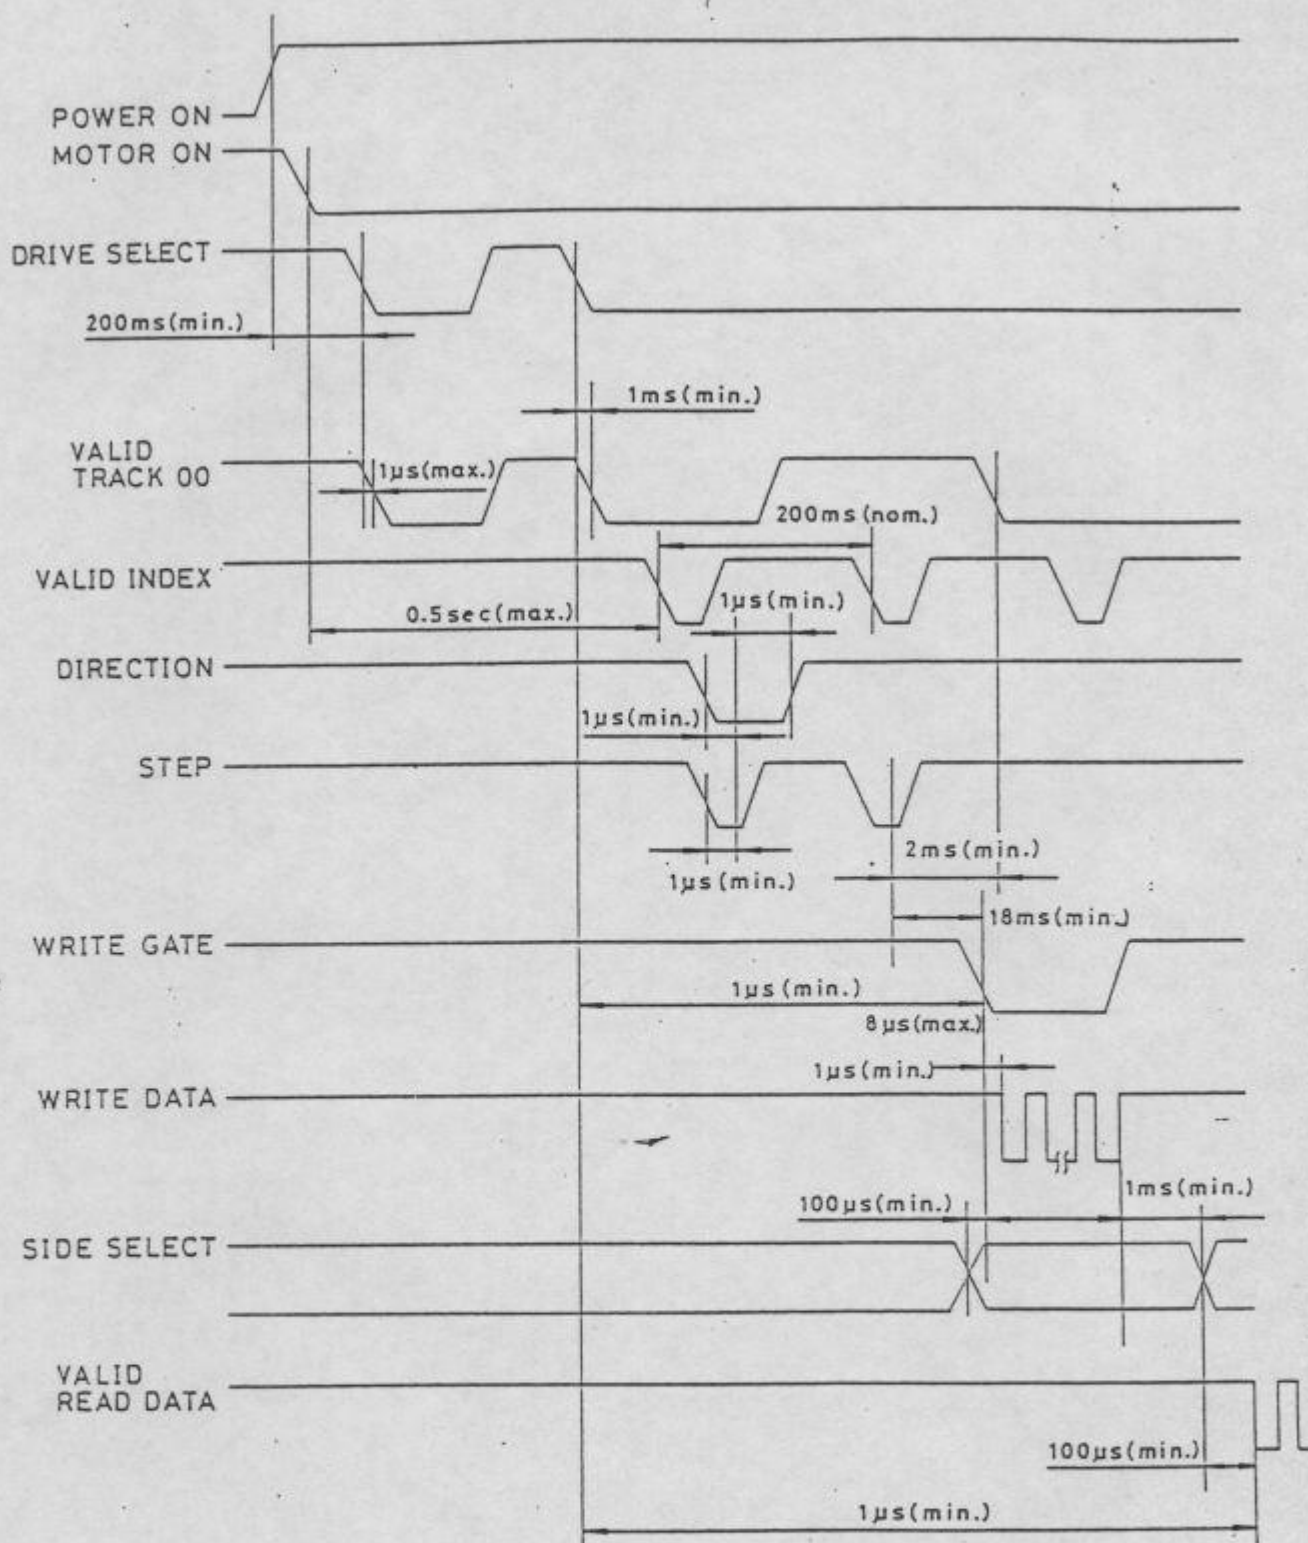 POWER ON
MOTOR ON
DRIVE SELECT
200ms(min.)
1ms(min.)
VALID
TRACK 00
1µs(max.)
200ms(nom.)
VALID INDEX
1µs(min.)
0.5sec(max.)
DIRECTION
1µs(min.)
STEP
2ms(min.)
1µs(min.)
18ms(min.)
WRITE GATE
1µs(min.)
8µs(max.)
1µs(min.)
WRITE DATA
1ms(min.)
100µs(min.)
SIDE SELECT
VALID
READ DATA
100µs(min.)
1µs(min.)